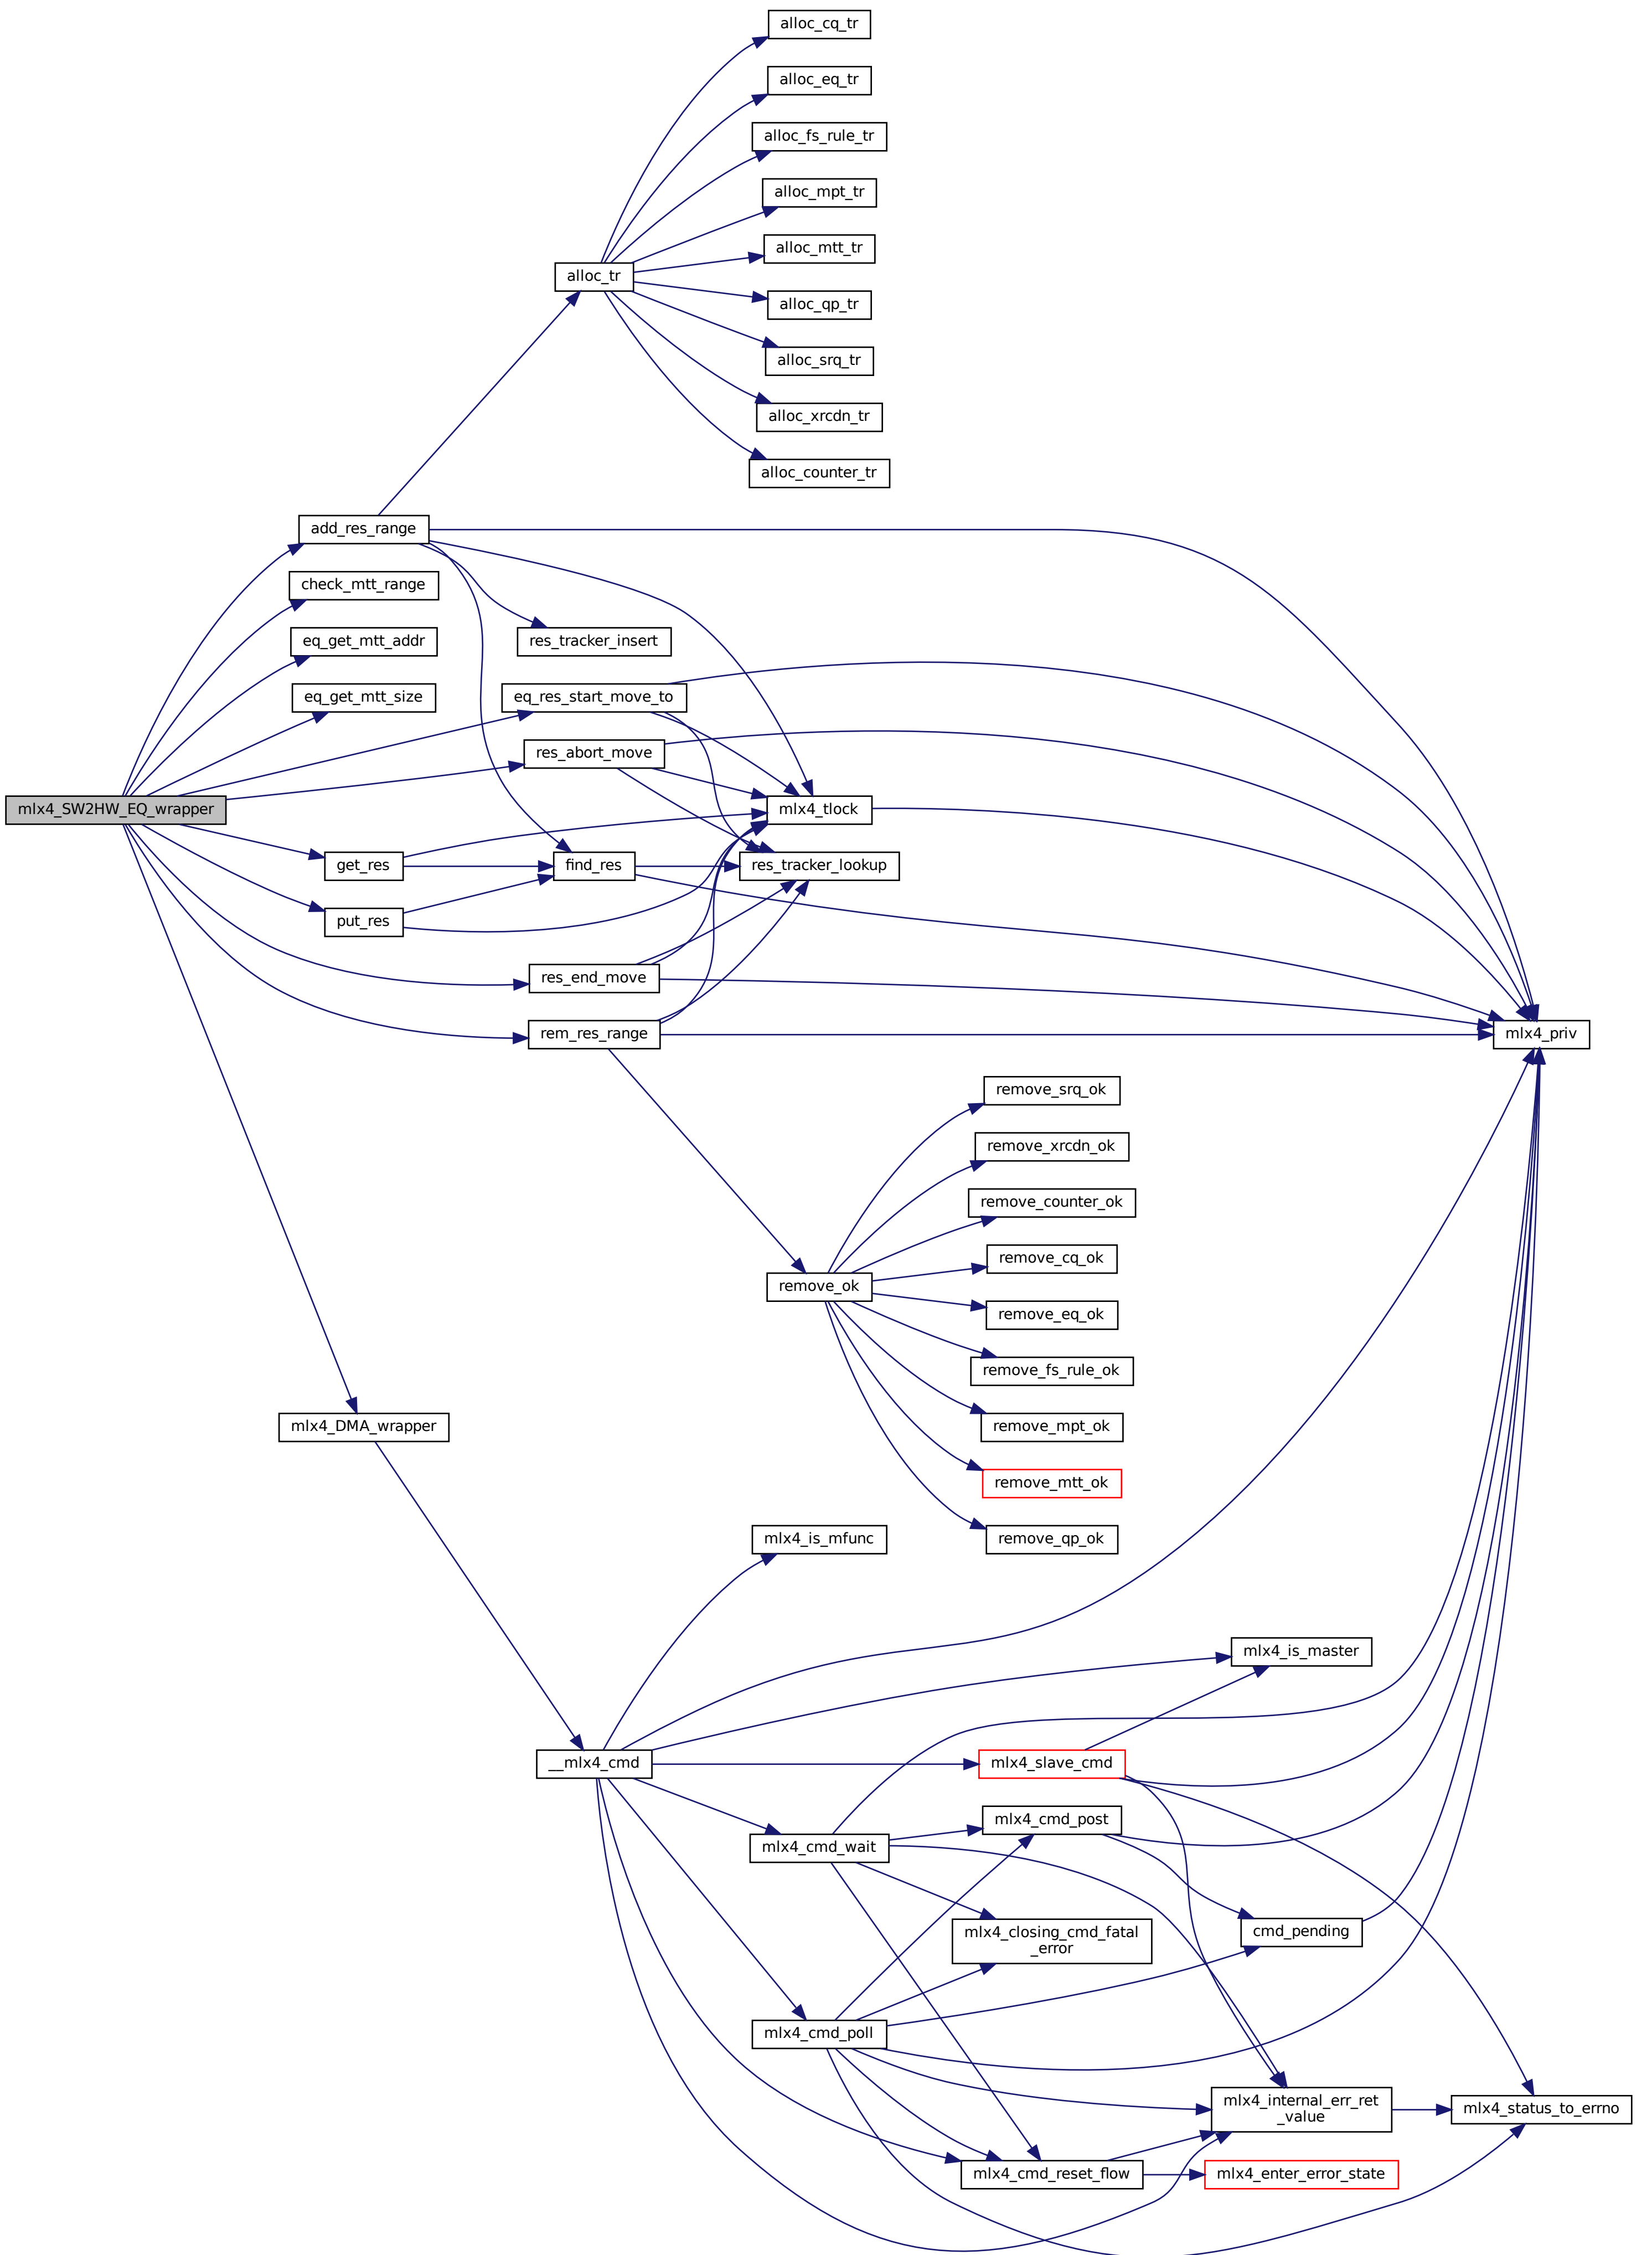 alloc_cq_tr
alloc_eq_tr
alloc_fs_rule_tr
alloc_mpt_tr
alloc_mtt_tr
alloc_tr
alloc_qp_tr
alloc_srq_tr
alloc_xrcdn_tr
alloc_counter_tr
add_res_range
check_mtt_range
eq_get_mtt_addr
res_tracker_insert
eq_get_mtt_size
eq_res_start_move_to
res_abort_move
mlx4_SW2HW_EQ_wrapper
mlx4_tlock
get_res
find_res
res_tracker_lookup
put_res
res_end_move
rem_res_range
mlx4_priv
remove_srq_ok
remove_xrcdn_ok
remove_counter_ok
remove_cq_ok
remove_ok
remove_eq_ok
remove_fs_rule_ok
mlx4_DMA_wrapper
remove_mpt_ok
remove_mtt_ok
mlx4_is_mfunc
remove_qp_ok
mlx4_is_master
__mlx4_cmd
mlx4_slave_cmd
mlx4_cmd_post
mlx4_cmd_wait
mlx4_closing_cmd_fatal
_error
cmd_pending
mlx4_cmd_poll
mlx4_internal_err_ret
_value
mlx4_status_to_errno
mlx4_cmd_reset_flow
mlx4_enter_error_state